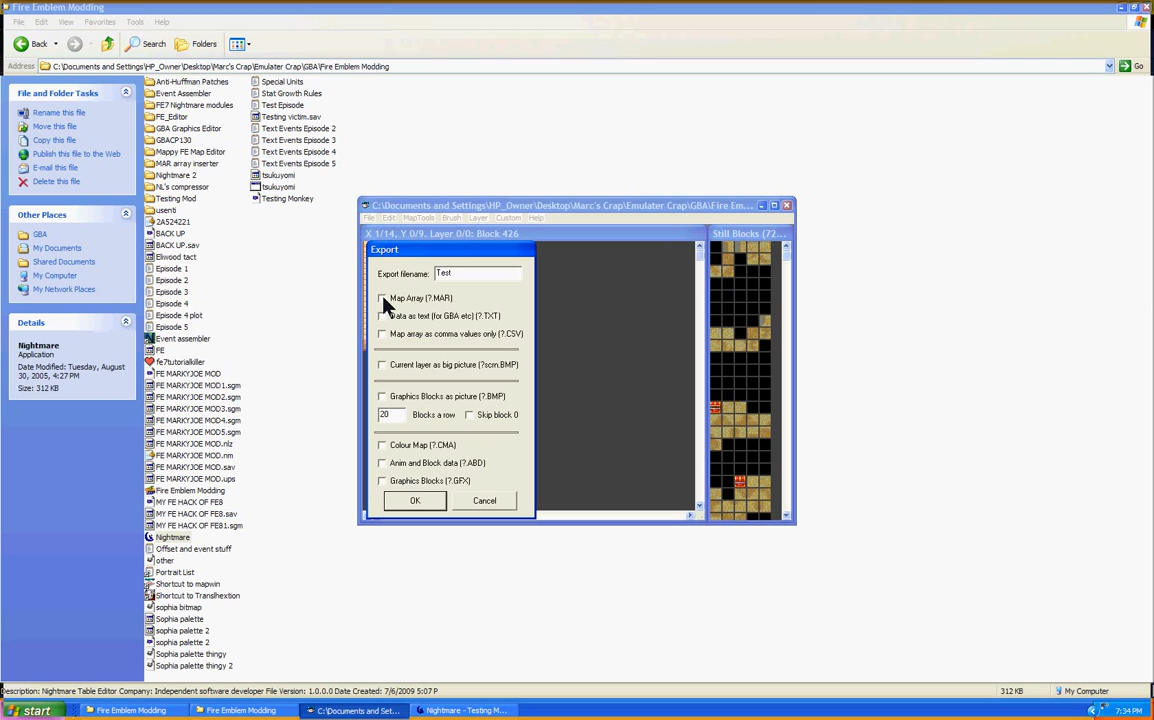 Fire Emblem Modding
File Edit View Favorites Tools Help
Back Search Folders
Address C:\Documents and Settings\HP_Owner\Desktop\Marc's Crap\Emulater Crap\GBA\Fire Emblem Modding Go
File and Folder Tasks
Rename this file
Move this file
Copy this file
Publish this file to the Web
E-mail this file
Delete this file
Other Places
GBA
My Documents
Shared Documents
My Computer
My Network Places
Details
Nightmare
Application
Date Modified: Tuesday, August 30, 2005, 4:27 PM
Size: 312 KB
Anti-Huffman Patches
Event Assembler
FE7 Nightmare modules
FE_Editor
GBA Graphics Editor
GBACP130
Mappy FE Map Editor
MAR array inserter
Nightmare 2
NL's compressor
Testing Mod
usenti
2A524221
BACK UP
BACK UP.sav
Eliwood tact
Episode 1
Episode 2
Episode 3
Episode 4
Episode 4 plot
Episode 5
Event assembler
FE
fe7tutorialkiller
FE MARKYJOE MOD
FE MARKYJOE MOD1.sgm
FE MARKYJOE MOD2.sgm
FE MARKYJOE MOD3.sgm
FE MARKYJOE MOD4.sgm
FE MARKYJOE MOD5.sgm
FE MARKYJOE MOD.nlz
FE MARKYJOE MOD.nm
FE MARKYJOE MOD.sav
FE MARKYJOE MOD.ups
Fire Emblem Modding
MY FE HACK OF FE8
MY FE HACK OF FE8.sav
MY FE HACK OF FE81.sgm
Nightmare
Offset and event stuff
other
Portrait List
Shortcut to mapwin
Shortcut to Translhextion
sophia bitmap
Sophia palette
sophia palette 2
sophia palette 2
Sophia palette thingy
Sophia palette thingy 2
Special Units
Stat Growth Rules
Test Episode
Testing victim.sav
Text Events Episode 2
Text Events Episode 3
Text Events Episode 4
Text Events Episode 5
tsukuyomi
tsukuyomi
Testing Monkey
C:\Documents and Settings\HP_Owner\Desktop\Marc's Crap\Emulater Crap\GBA\Fire Em...
File Edit MapTools Brush Layer Custom Help
X 1/14, Y 0/9. Layer 0/0: Block 426
Still Blocks (72...
Export
Export filename: Test
Map Array (?.MAR)
Data as text (for GBA etc) (?.TXT)
Map array as comma values only (?.CSV)
Current layer as big picture (?scrn.BMP)
Graphics Blocks as picture (?.BMP)
20 Blocks a row Skip block 0
Colour Map (?.CMA)
Anim and Block data (?.ABD)
Graphics Blocks (?.GFX)
OK Cancel
Description: Nightmare Table Editor Company: Independent software developer File Version: 1.0.0.0 Date Created: 7/6/2009 5:07 P 312 KB My Computer
start Fire Emblem Modding Fire Emblem Modding C:\Documents and Set... Nightmare - Testing M... 7:34 PM